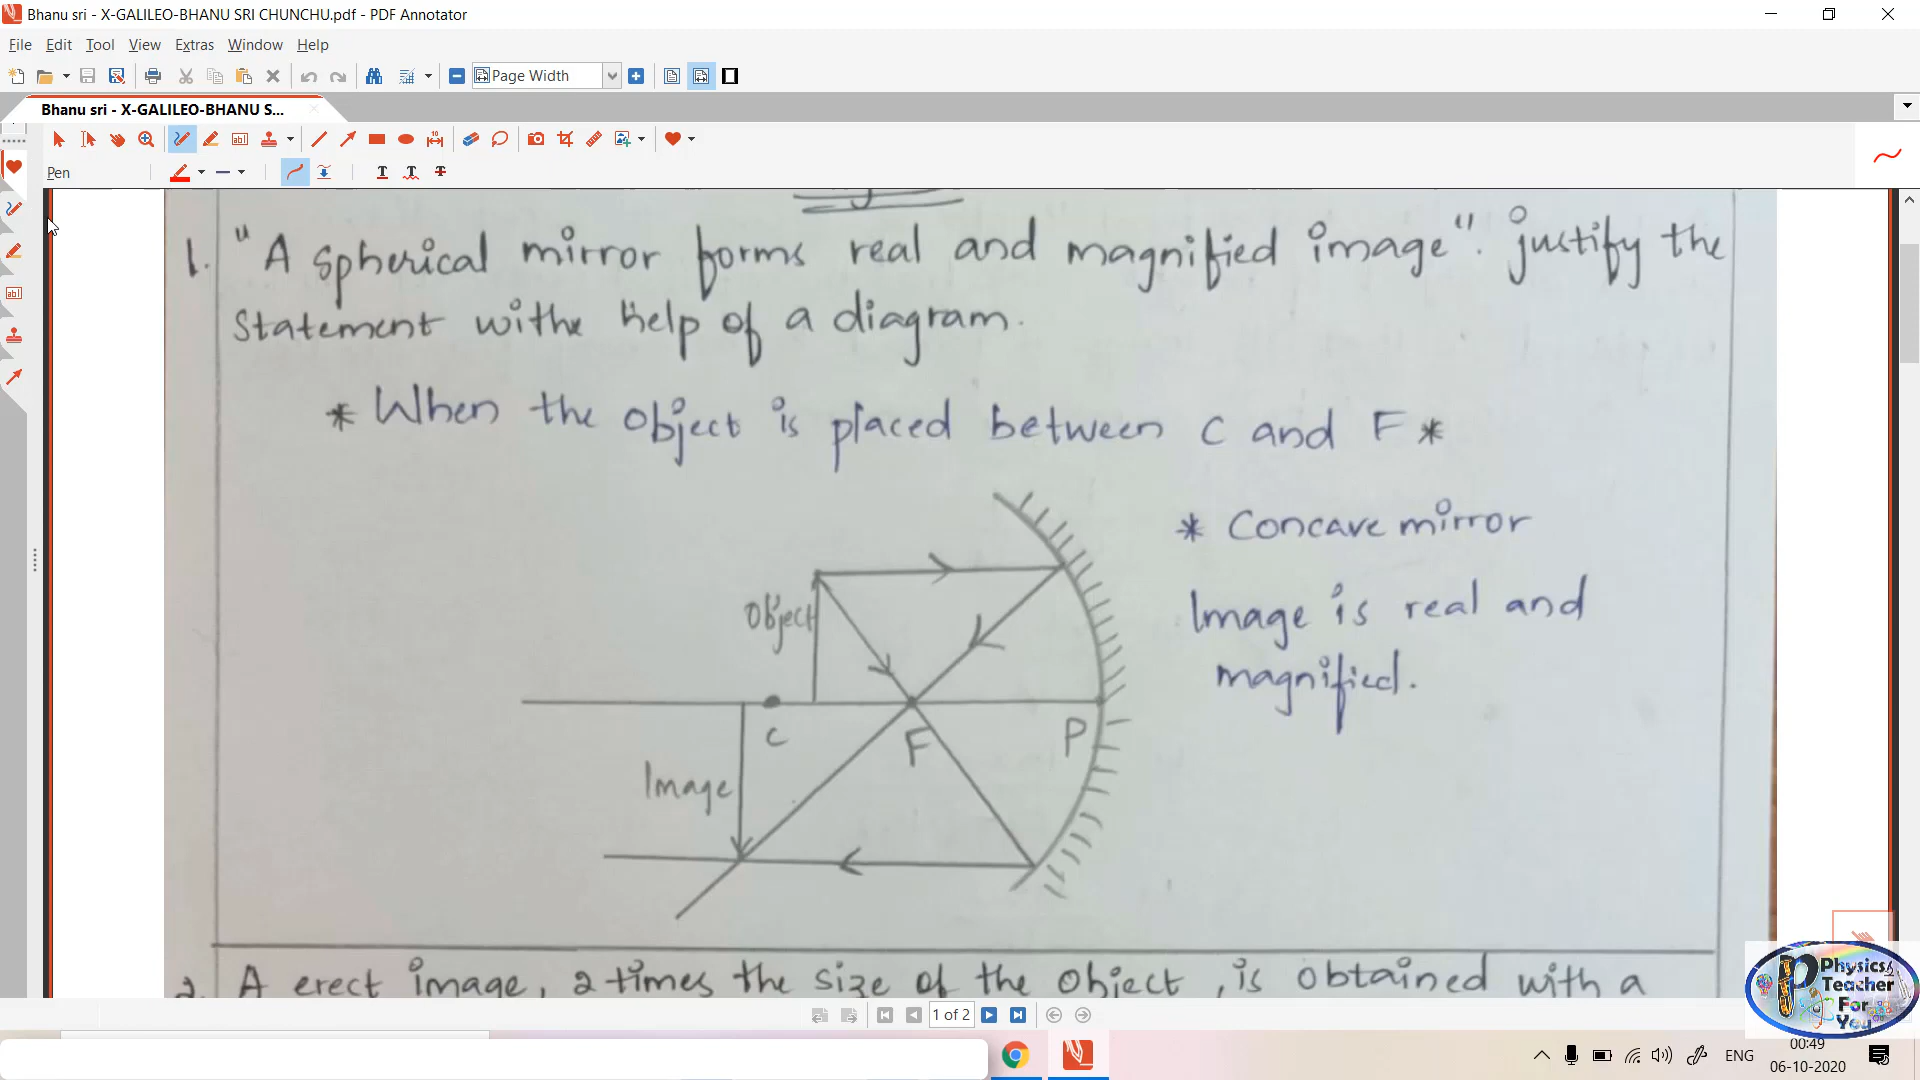 Bhanu sri - X-GALILEO-BHANU SRI CHUNCHU.pdf - PDF Annotator
File Edit Tool View Extras Window Help
Page Width
Bhanu sri - X-GALILEO-BHANU S...
Pen
1. "A spherical mirror forms real and magnified image". justify the
Statement withe help of a diagram.
* When the object is placed between C and F *
* Concave mirror
Image is real and
magnified.
Object
C
F
P
Image
2. A erect image, 2 times the size of the object, is obtained with a
1 of 2
Physics
Teacher
For
You
ENG
00:49
06-10-2020